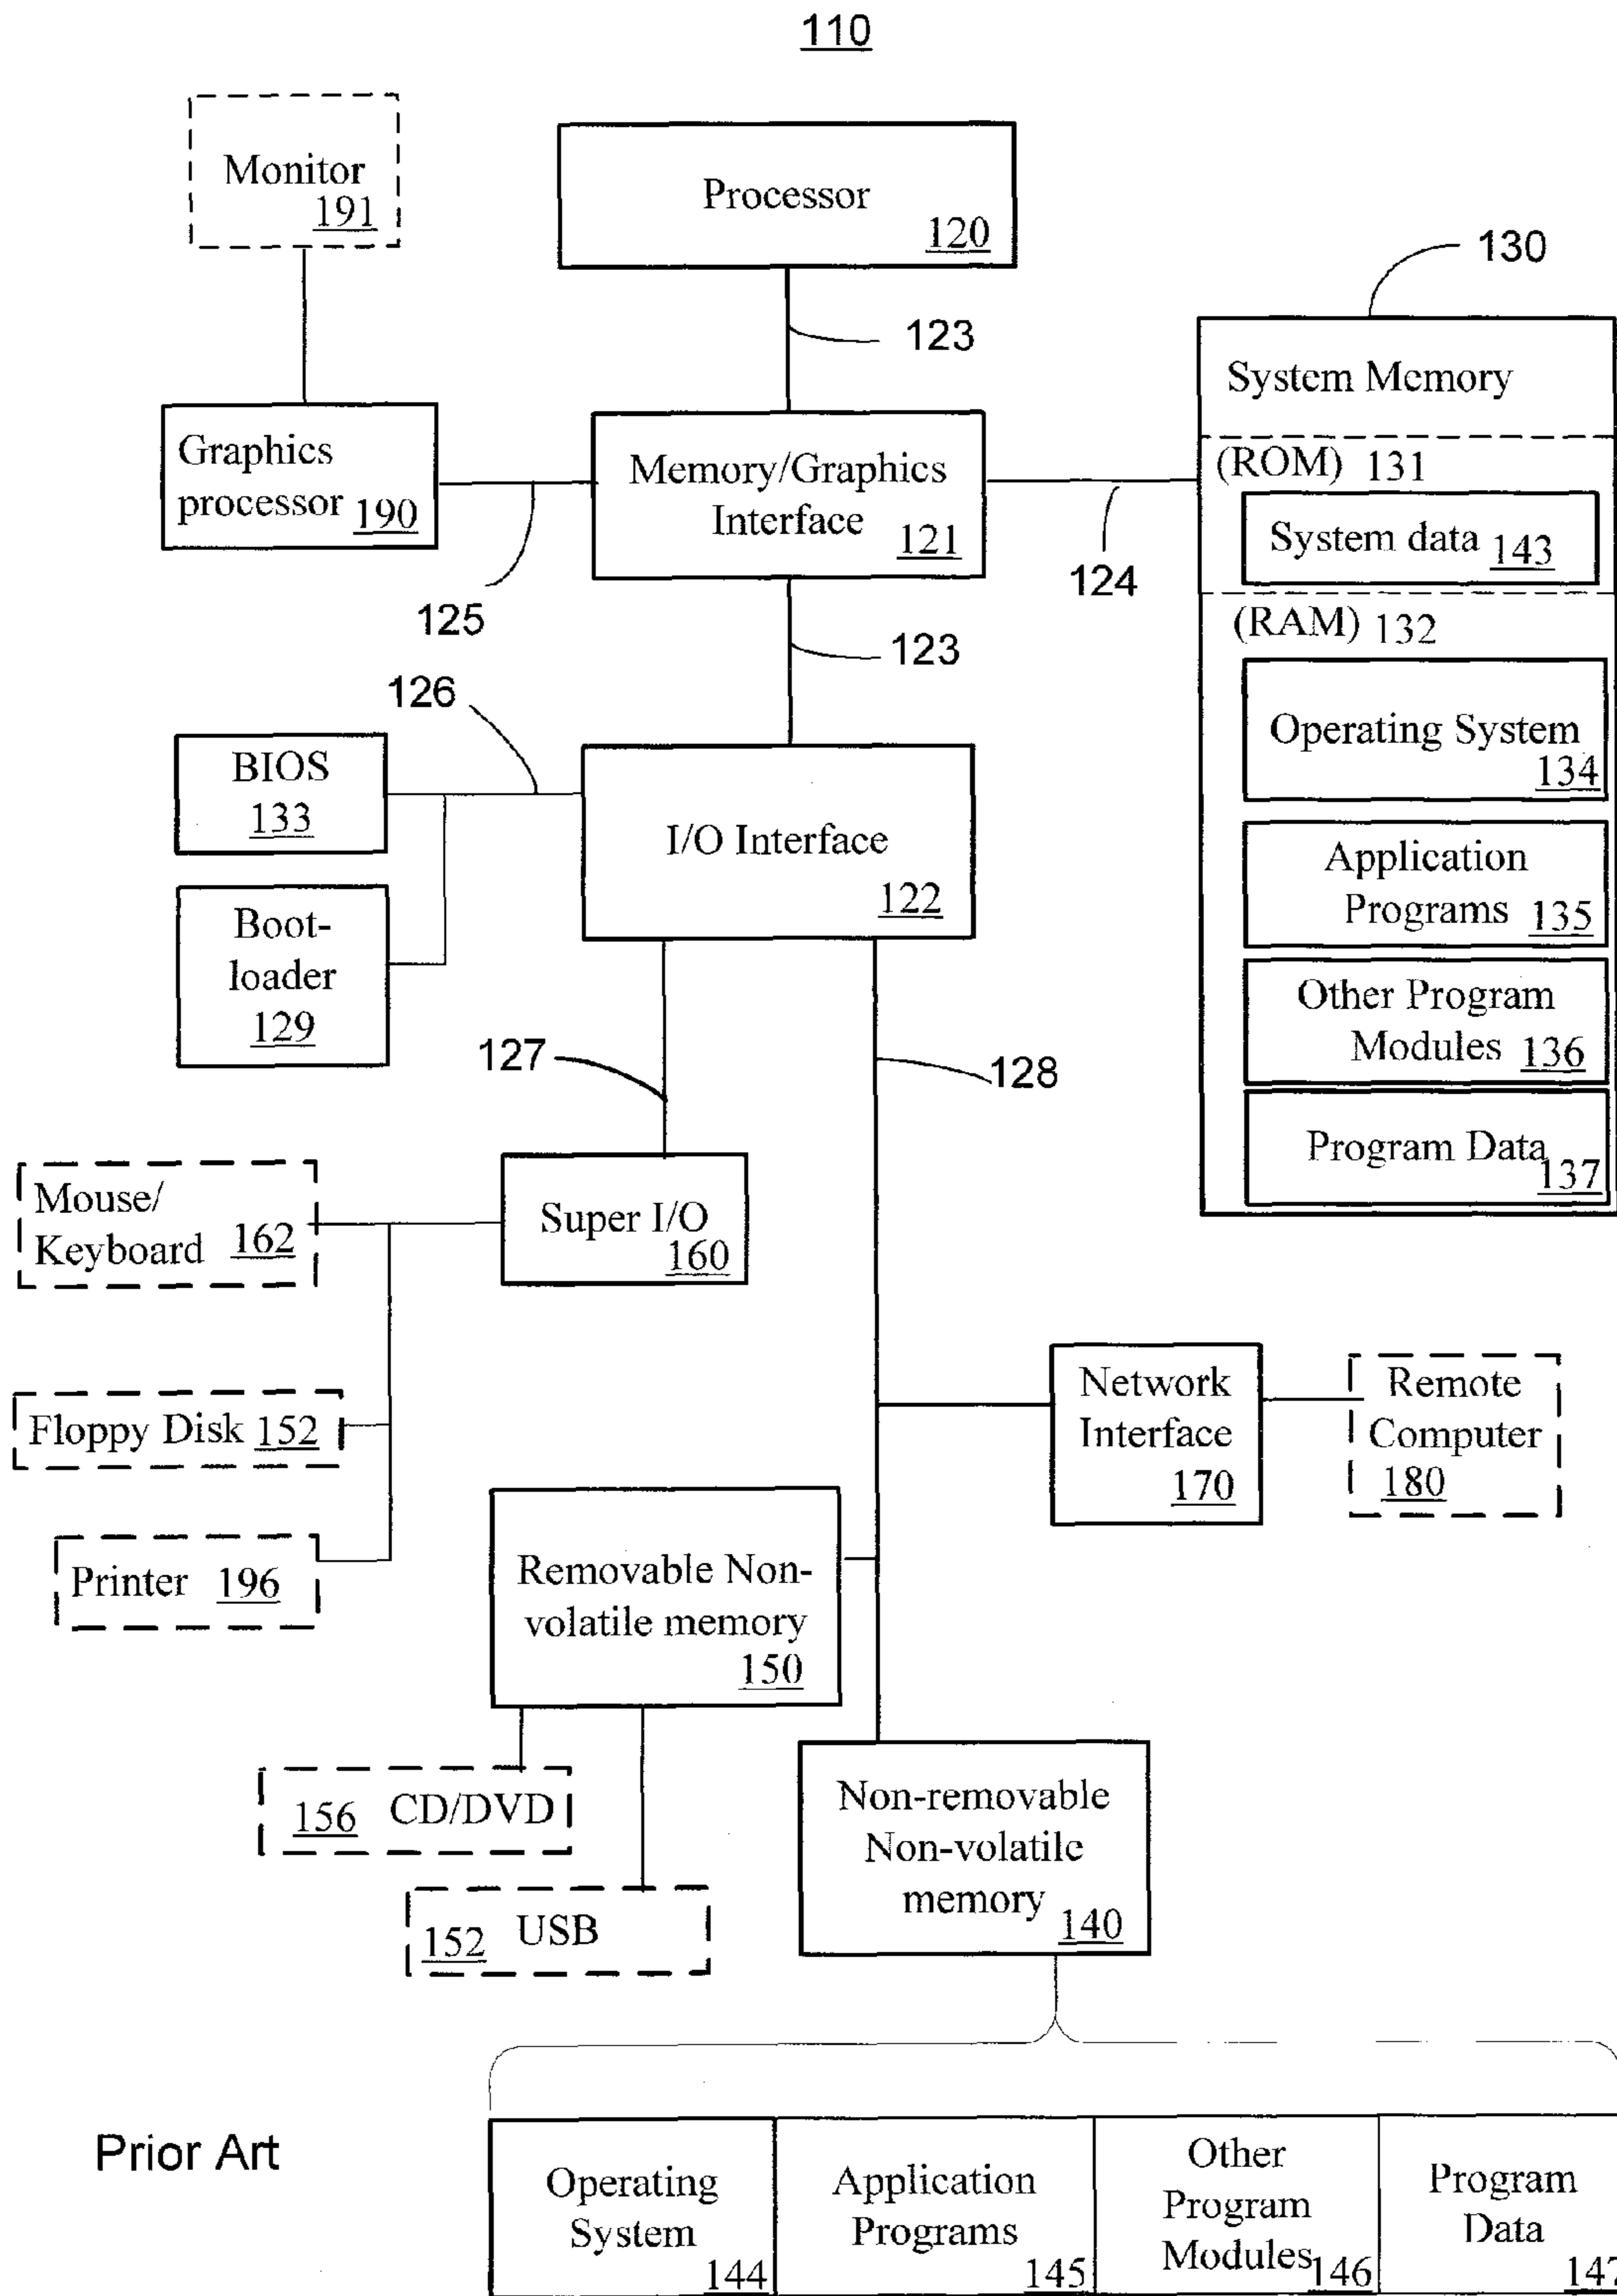 110
Monitor
191
Processor
120
130
123
System Memory
Graphics
processor 190
Memory/Graphics
Interface
121
(ROM) 131
System data 143
124
125
123
(RAM) 132
126
Operating System
134
BIOS
133
I/O Interface
122
Application
Programs 135
Boot-
loader
129
Other Program
Modules 136
127
128
Program Data
137
Mouse/
Keyboard 162
Super I/O
160
Network
Interface
170
Remote
Computer
180
Floppy Disk 152
Removable Non-
volatile memory
150
Printer 196
156 CD/DVD
Non-removable
Non-volatile
memory
140
152 USB
Prior Art
Operating
System
144
Application
Programs
145
Other
Program
Modules 146
Program
Data
147